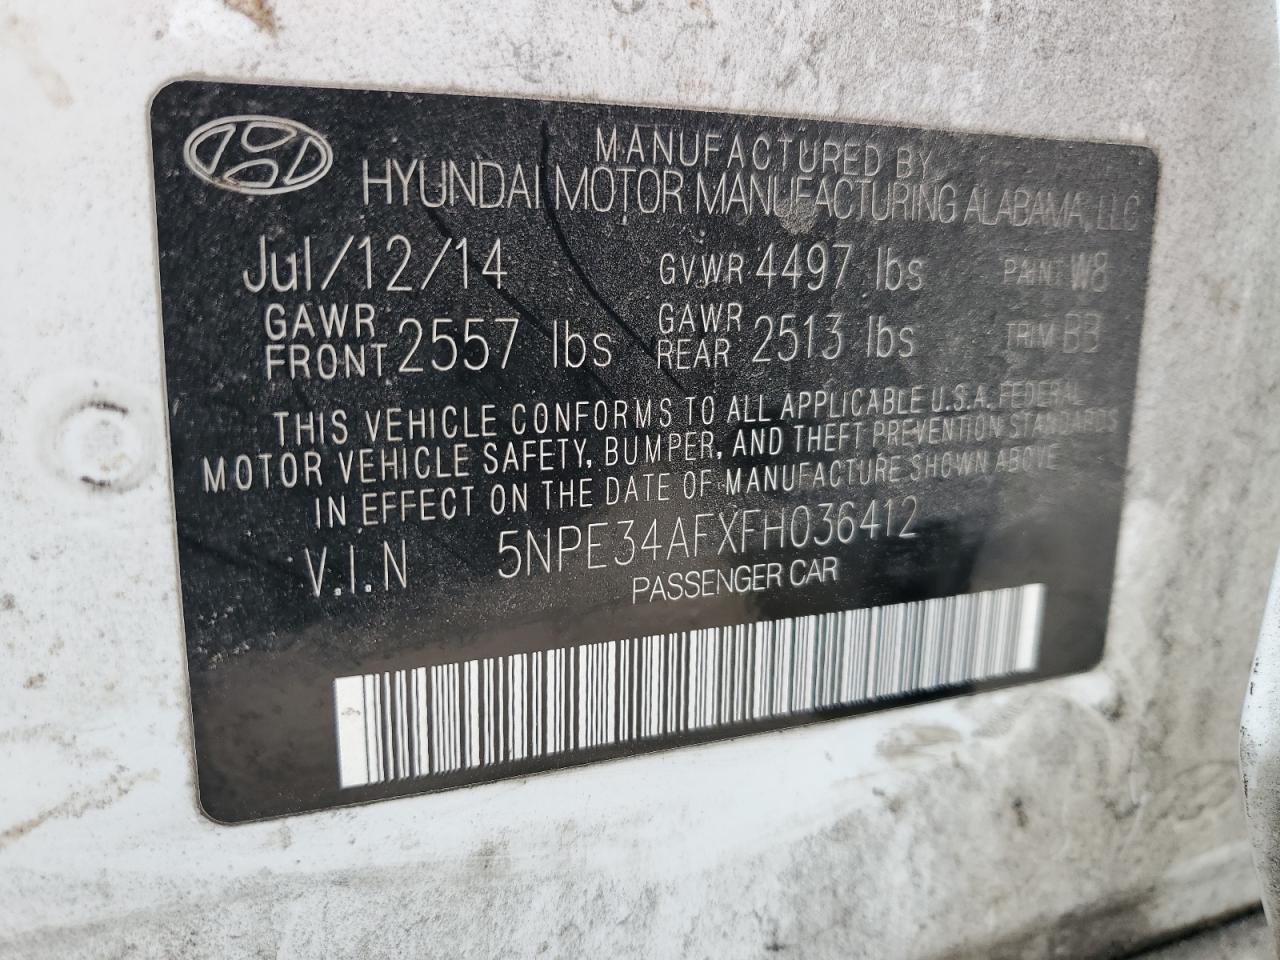 MANUFACTURED BY
HYUNDAI MOTOR MANUFACTURING ALABAMA, LLC
Jul/12/14 GVWR 4497 lbs PAINT W8
GAWR FRONT 2557 lbs GAWR REAR 2513 lbs TRIM B3
THIS VEHICLE CONFORMS TO ALL APPLICABLE U.S.A. FEDERAL
MOTOR VEHICLE SAFETY, BUMPER, AND THEFT PREVENTION STANDARDS
IN EFFECT ON THE DATE OF MANUFACTURE SHOWN ABOVE
V.I.N 5NPE34AFXFH036412
PASSENGER CAR